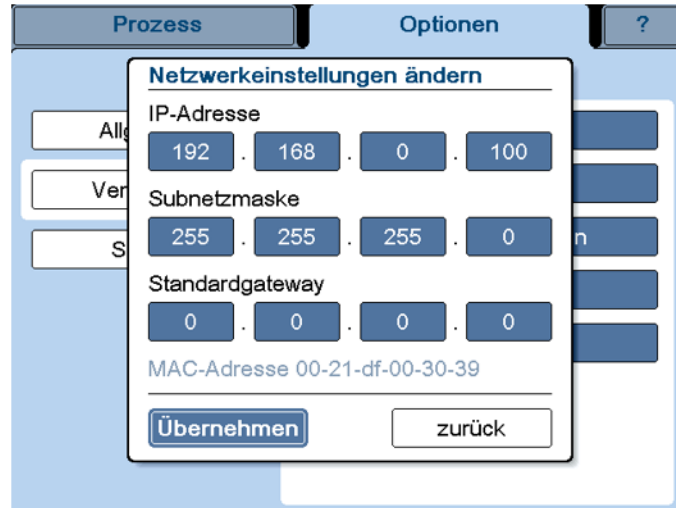 Prozess
Optionen
?
Netzwerkeinstellungen ändern
IP-Adresse
192 . 168 . 0 . 100
Subnetzmaske
255 . 255 . 255 . 0
Standardgateway
0 . 0 . 0 . 0
MAC-Adresse 00-21-df-00-30-39
Übernehmen
zurück